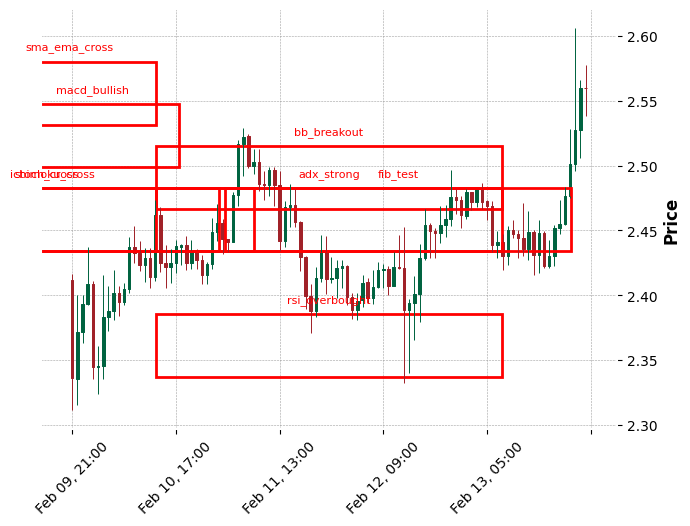 sma_ema_cross
macd_bullish
bb_breakout
stoch_cross
adx_strong
fib_test
rsi_overbought
2.60
2.55
2.50
2.45
2.40
2.35
2.30
Price
Feb 09, 21:00
Feb 10, 17:00
Feb 11, 13:00
Feb 12, 09:00
Feb 13, 05:00